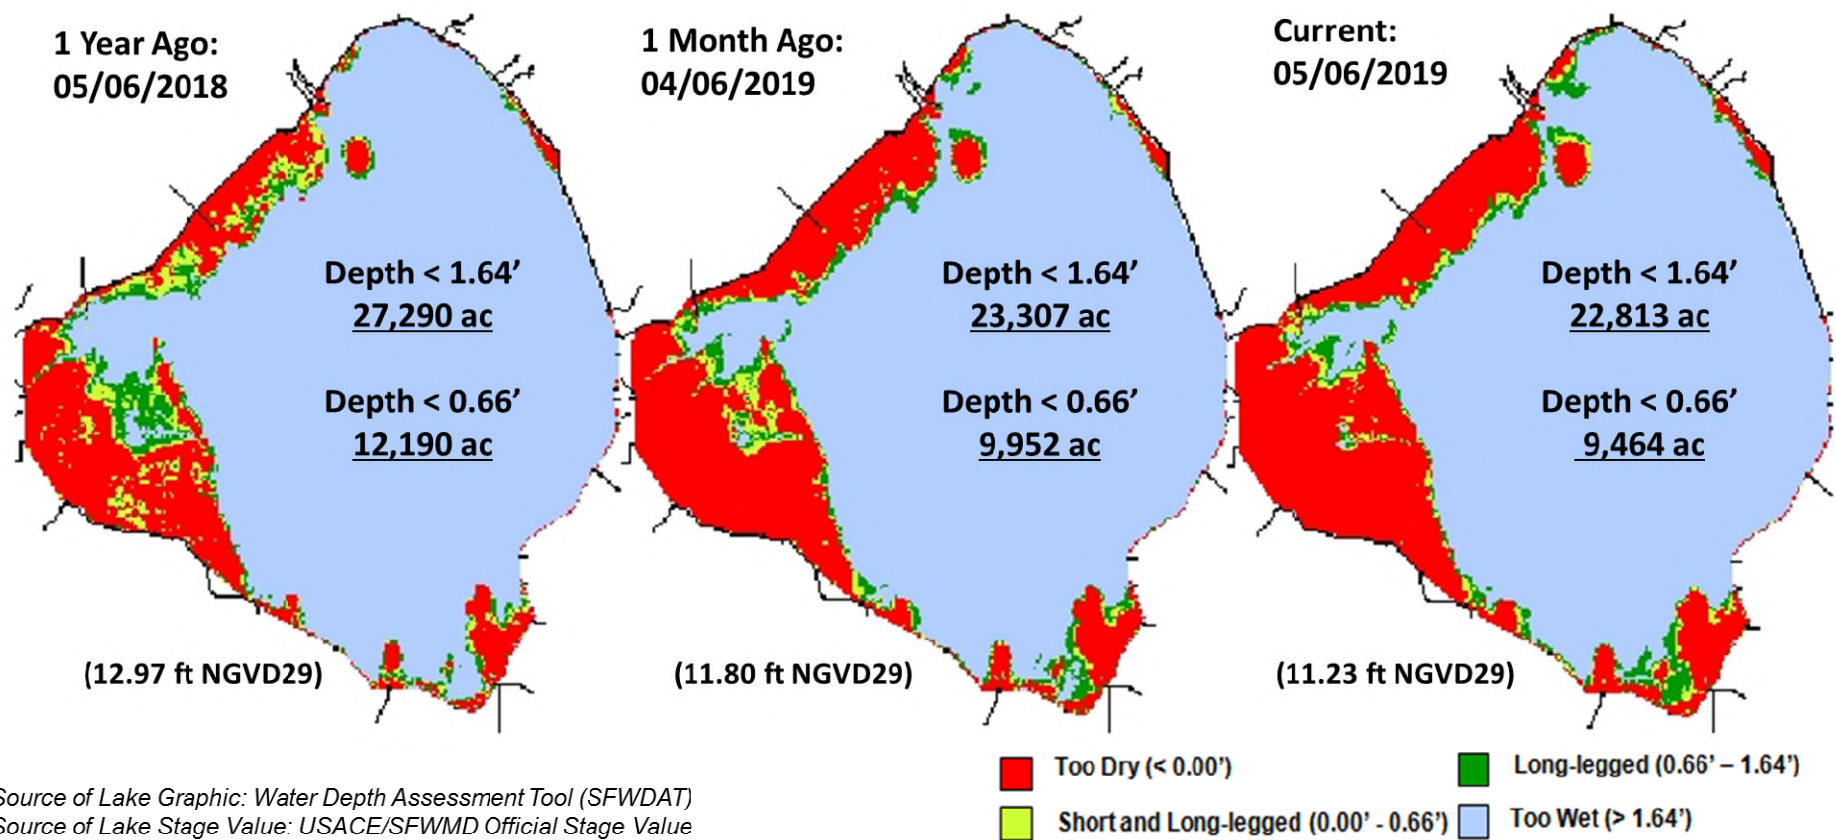 1 Year Ago:
05/06/2018
1 Month Ago:
04/06/2019
Current:
05/06/2019
Depth < 1.64’
27,290 ac
Depth < 0.66’
12,190 ac
Depth < 1.64’
23,307 ac
Depth < 0.66’
9,952 ac
Depth < 1.64’
22,813 ac
Depth < 0.66’
9,464 ac
(12.97 ft NGVD29)
(11.80 ft NGVD29)
(11.23 ft NGVD29)
Too Dry (< 0.00’)
Long-legged (0.66’ – 1.64’)
Short and Long-legged (0.00’ - 0.66’)
Too Wet (> 1.64’)
Source of Lake Graphic: Water Depth Assessment Tool (SFWDAT)
Source of Lake Stage Value: USACE/SFWMD Official Stage Value